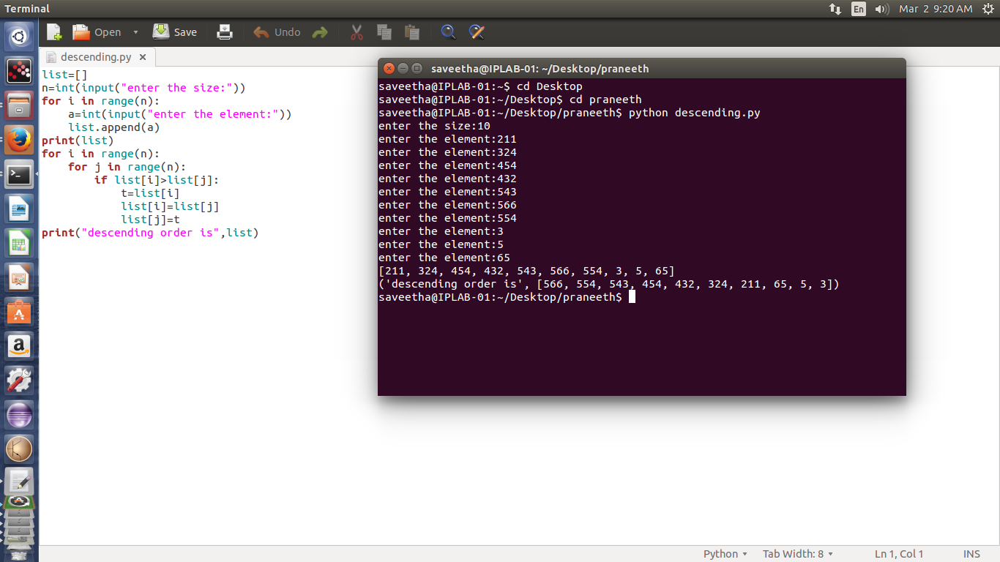 Terminal
En
Mar 2 9:20 AM
Open
Save
Undo
descending.py
list=[]
n=int(input("enter the size:"))
for i in range(n):
    a=int(input("enter the element:"))
    list.append(a)
print(list)
for i in range(n):
    for j in range(n):
        if list[i]>list[j]:
            t=list[i]
            list[i]=list[j]
            list[j]=t
print("descending order is",list)
saveetha@IPLAB-01: ~/Desktop/praneeth
saveetha@IPLAB-01:~$ cd Desktop
saveetha@IPLAB-01:~/Desktop$ cd praneeth
saveetha@IPLAB-01:~/Desktop/praneeth$ python descending.py
enter the size:10
enter the element:211
enter the element:324
enter the element:454
enter the element:432
enter the element:543
enter the element:566
enter the element:554
enter the element:3
enter the element:5
enter the element:65
[211, 324, 454, 432, 543, 566, 554, 3, 5, 65]
('descending order is', [566, 554, 543, 454, 432, 324, 211, 65, 5, 3])
saveetha@IPLAB-01:~/Desktop/praneeth$
Python
Tab Width: 8
Ln 1, Col 1
INS